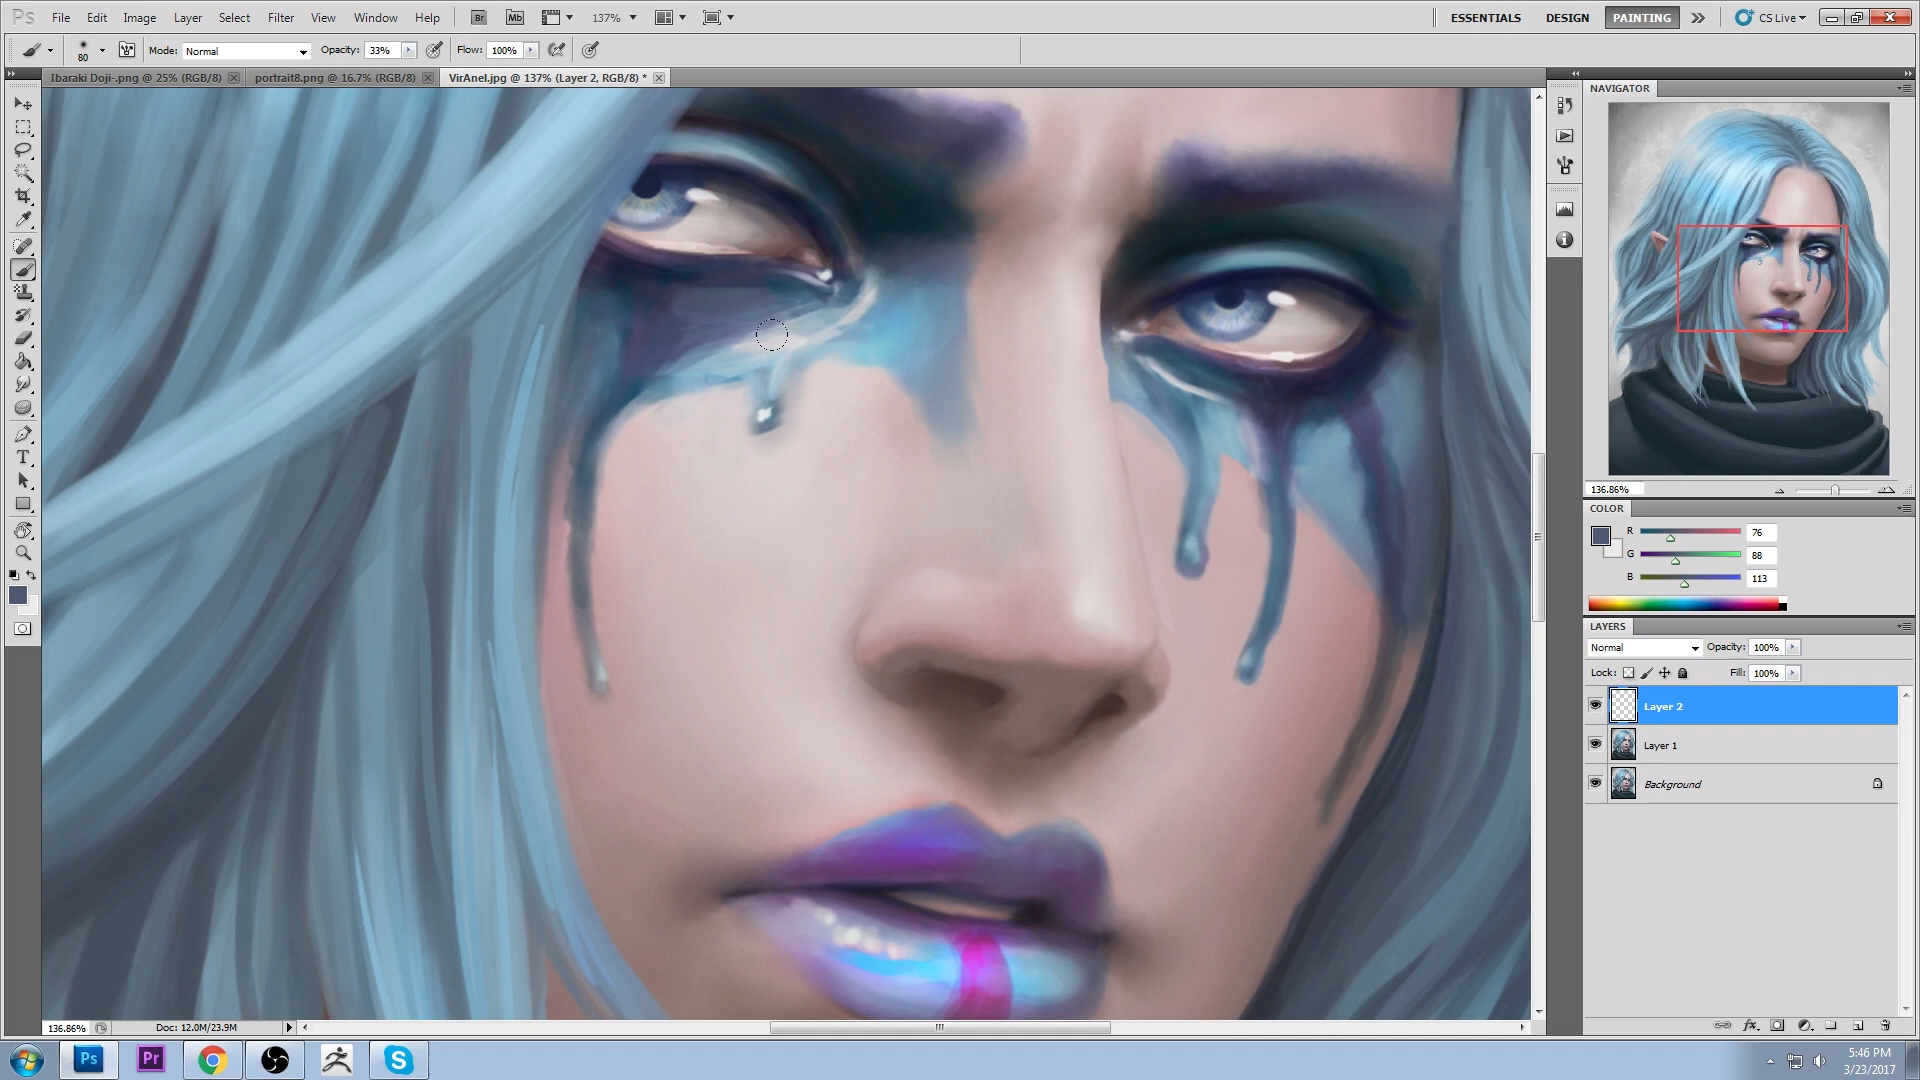 Ps File Edit Image Layer Select Filter View Window Help Br Mb 137% ESSENTIALS DESIGN PAINTING CS Live
80 Mode: Normal Opacity: 33% Flow: 100%
Ibaraki Doji-.png @ 25% (RGB/8) portrait8.png @ 16.7% (RGB/8) VirAnel.jpg @ 137% (Layer 2, RGB/8) *
NAVIGATOR
136.86%
COLOR
R 76
G 88
B 113
LAYERS
Normal Opacity: 100%
Lock: Fill: 100%
Layer 2
Layer 1
Background
T
fx
136.86% Doc: 12.0M/23.9M
Ps Pr S
5:46 PM
3/23/2017